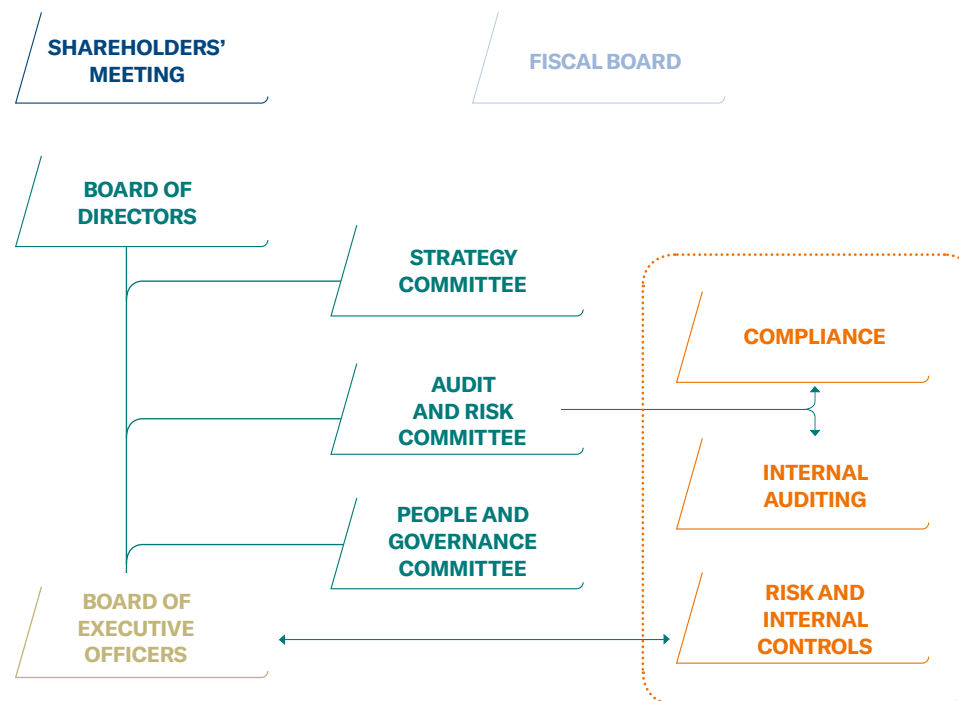 SHAREHOLDERS’
MEETING
FISCAL BOARD
BOARD OF
DIRECTORS
STRATEGY
COMMITTEE
COMPLIANCE
AUDIT
AND RISK
COMMITTEE
INTERNAL
AUDITING
PEOPLE AND
GOVERNANCE
COMMITTEE
BOARD OF
EXECUTIVE
OFFICERS
RISK AND
INTERNAL
CONTROLS